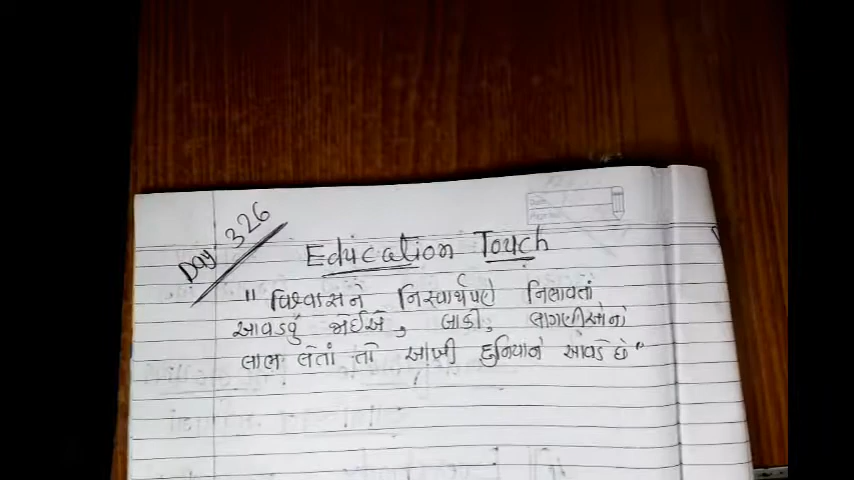 Day 326
Education Touch
"વિશ્વાસને નિસ્વાર્થપણે નિભાવતાં
આવડવું જોઈએ, બાકી, લાગણીઓનો
લાભ લેતાં તો આખી દુનિયાને આવડે છે"